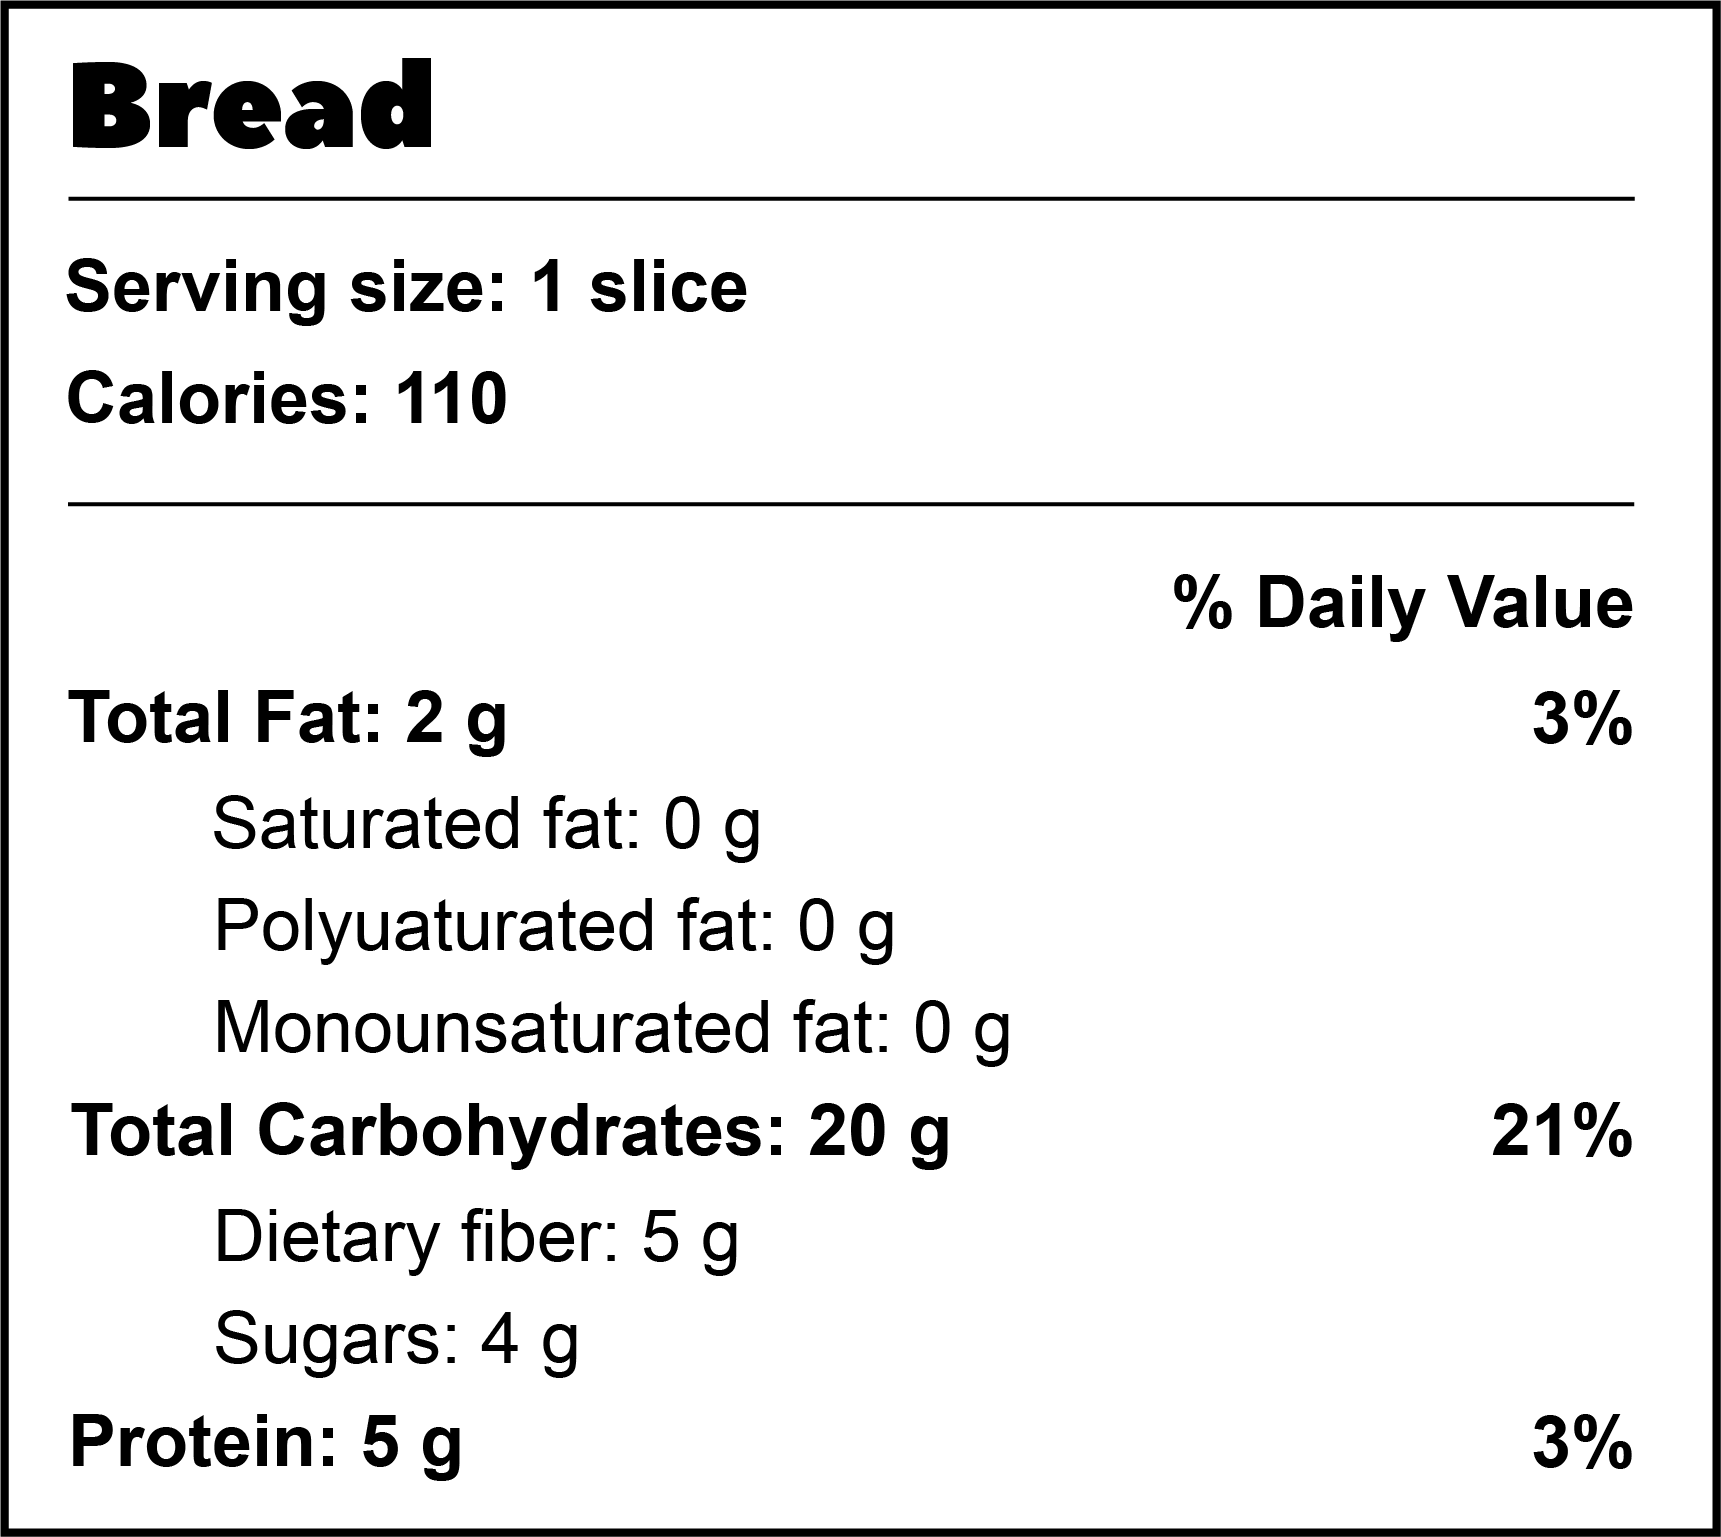 Bread
Serving size: 1 slice
Calories: 110
% Daily Value
Total Fat: 2 g 3%
Saturated fat: 0 g
Polyuaturated fat: 0 g
Monounsaturated fat: 0 g
Total Carbohydrates: 20 g 21%
Dietary fiber: 5 g
Sugars: 4 g
Protein: 5 g 3%